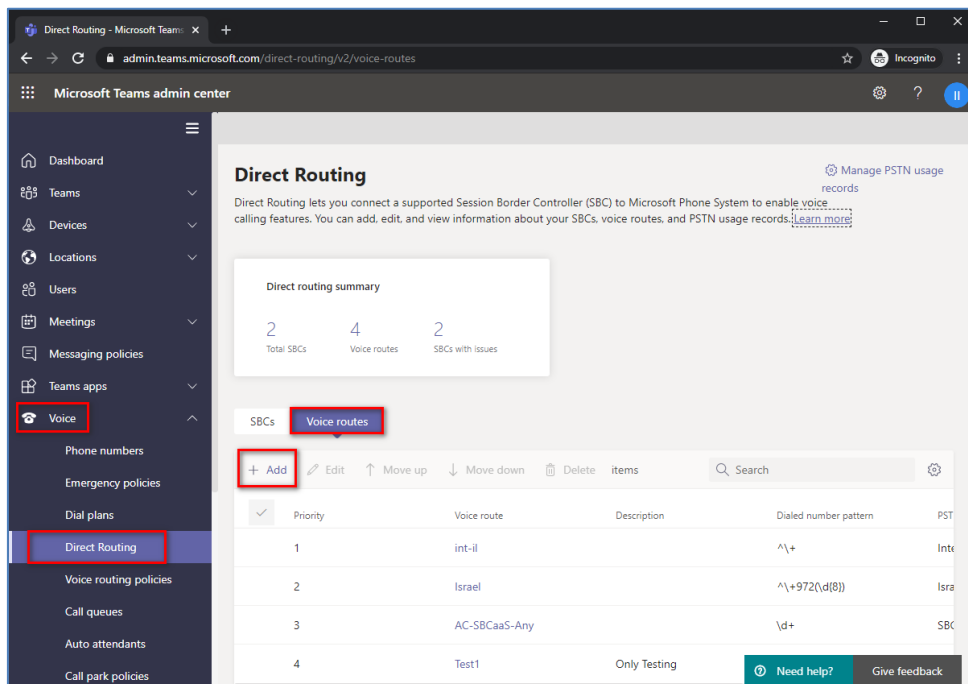 Direct Routing - Microsoft Teams
admin.teams.microsoft.com/direct-routing/v2/voice-routes
Incognito
Microsoft Teams admin center
II
Dashboard
Teams
Devices
Locations
Users
Meetings
Messaging policies
Teams apps
Voice
Phone numbers
Emergency policies
Dial plans
Direct Routing
Voice routing policies
Call queues
Auto attendants
Call park policies
Direct Routing
Manage PSTN usage
records
Direct Routing lets you connect a supported Session Border Controller (SBC) to Microsoft Phone System to enable voice
calling features. You can add, edit, and view information about your SBCs, voice routes, and PSTN usage records. Learn more
Direct routing summary
2 4 2
Total SBCs Voice routes SBCs with issues
SBCs Voice routes
+ Add Edit Move up Move down Delete items Search
Priority Voice route Description Dialed number pattern PST
1 int-il ^\+ Inte
2 Israel ^\+972(\d{8}) Isra
3 AC-SBCaaS-Any \d+ SBC
4 Test1 Only Testing
Need help? Give feedback